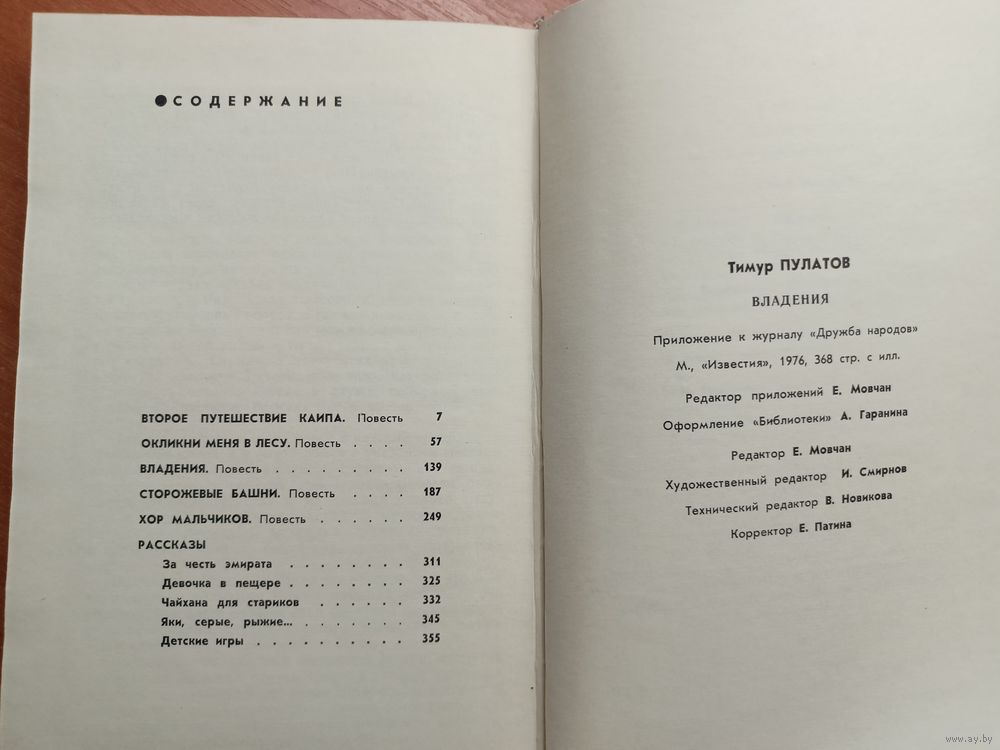 ●СОДЕРЖАНИЕ
ВТОРОЕ ПУТЕШЕСТВИЕ КАИПА. Повесть 7
ОКЛИКНИ МЕНЯ В ЛЕСУ. Повесть . . . . 57
ВЛАДЕНИЯ. Повесть . . . . . . . . . 139
СТОРОЖЕВЫЕ БАШНИ. Повесть . . . . 187
ХОР МАЛЬЧИКОВ. Повесть . . . . . . 249
РАССКАЗЫ
За честь эмирата . . . . . . . . 311
Девочка в пещере . . . . . . . . 325
Чайхана для стариков . . . . . . 332
Яки, серые, рыжие... . . . . . . . 345
Детские игры . . . . . . . . . . 355
Тимур ПУЛАТОВ
ВЛАДЕНИЯ
Приложение к журналу «Дружба народов»
М., «Известия», 1976, 368 стр. с илл.
Редактор приложений Е. Мовчан
Оформление «Библиотеки» А. Гаранина
Редактор Е. Мовчан
Художественный редактор И. Смирнов
Технический редактор В. Новикова
Корректор Е. Патина
www.ay.by